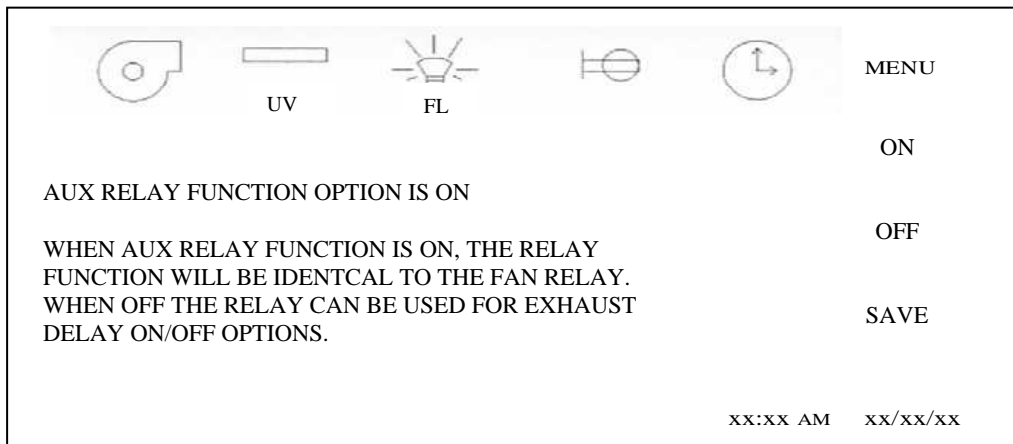 MENU
UV
FL
ON
AUX RELAY FUNCTION OPTION IS ON
OFF
WHEN AUX RELAY FUNCTION IS ON, THE RELAY
FUNCTION WILL BE IDENTCAL TO THE FAN RELAY.
WHEN OFF THE RELAY CAN BE USED FOR EXHAUST
DELAY ON/OFF OPTIONS.
SAVE
xx:xx AM xx/xx/xx